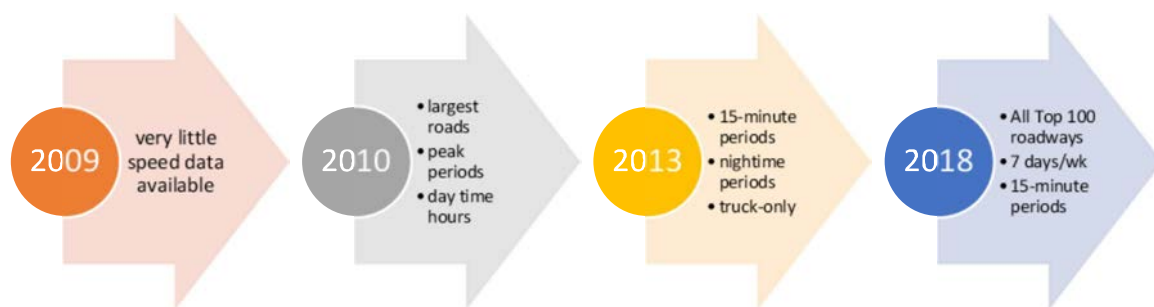 2009
very little
speed data
available
2010
• largest
roads
• peak
periods
• day time
hours
2013
• 15-minute
periods
• nightime
periods
• truck-only
2018
• All Top 100
roadways
• 7 days/wk
• 15-minute
periods